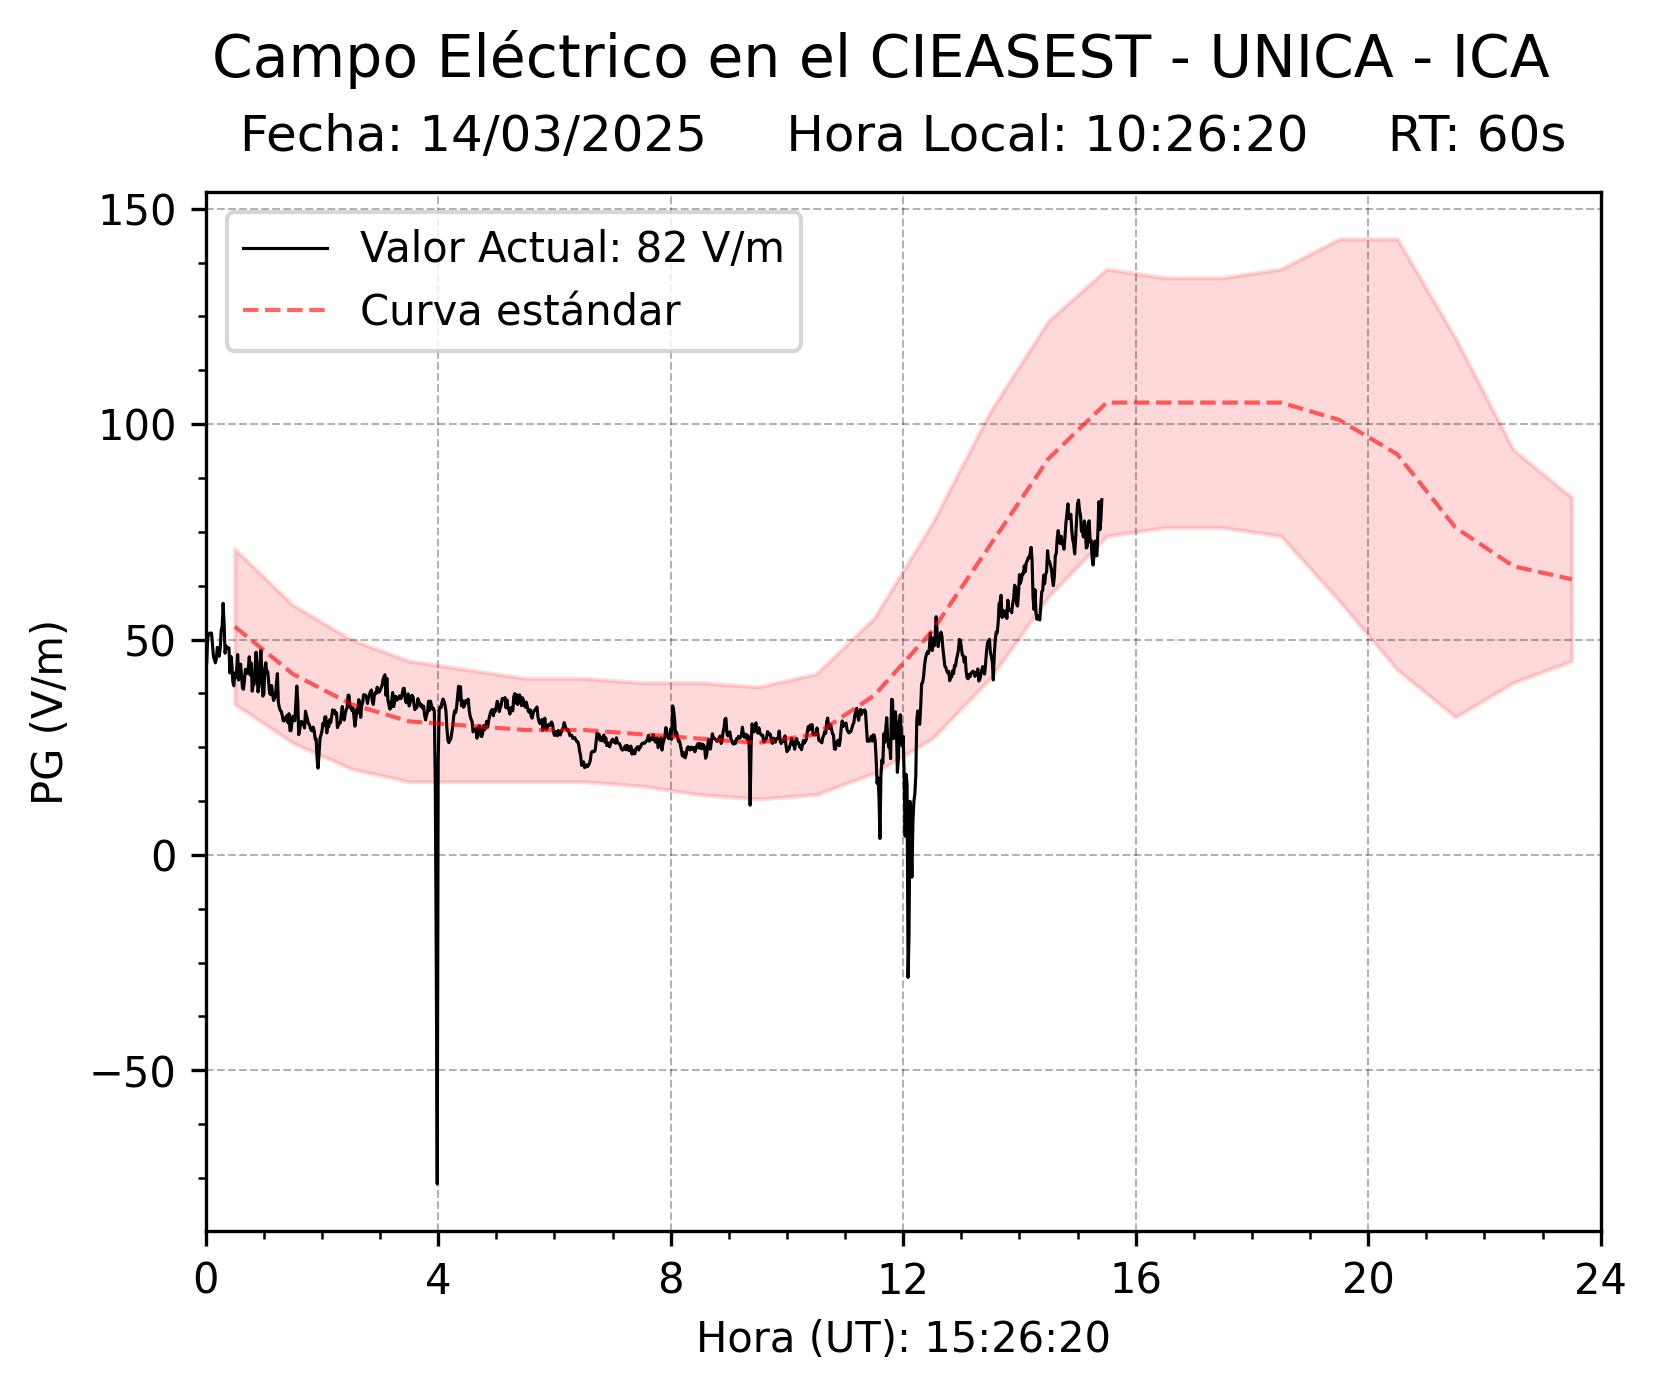 Campo Eléctrico en el CIEASEST - UNICA - ICA
Fecha: 14/03/2025 Hora Local: 10:26:20 RT: 60s
Valor Actual: 82 V/m
Curva estándar
PG (V/m)
150
100
50
0
−50
0 4 8 12 16 20 24
Hora (UT): 15:26:20